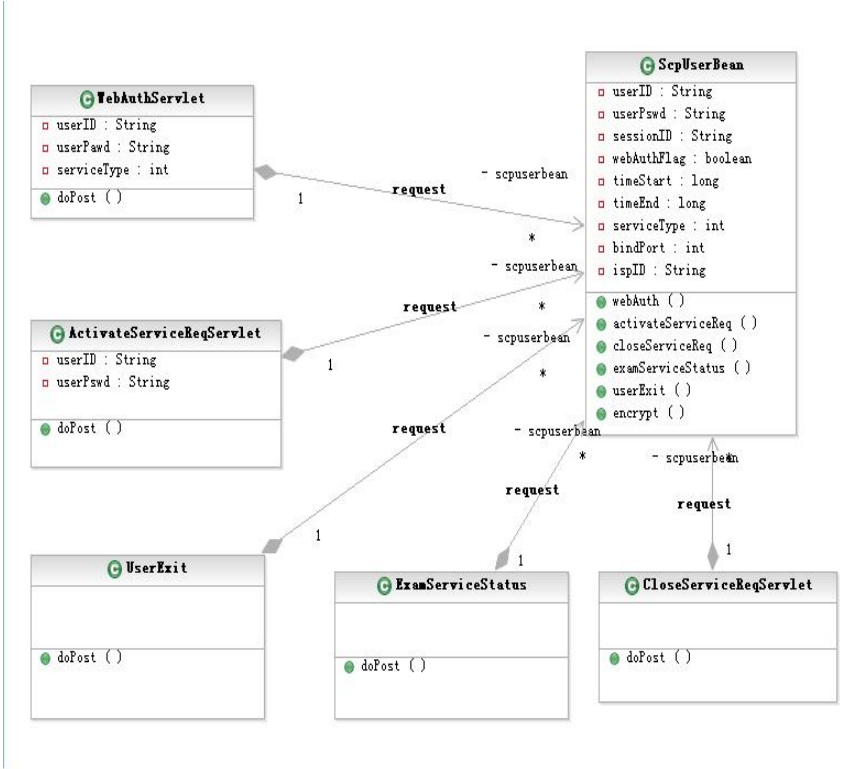 ScpUserBean
userID : String
userPswd : String
sessionID : String
webAuthFlag : boolean
timeStart : long
timeEnd : long
serviceType : int
bindPort : int
ispID : String
webAuth ()
activateServiceReq ()
closeServiceReq ()
examServiceStatus ()
userExit ()
encrypt ()
WebAuthServlet
userID : String
userPawd : String
serviceType : int
doPost ()
- scpuserbean
request
1
*
ActivateServiceReqServlet
userID : String
userPswd : String
doPost ()
- scpuserbean
request
1
*
- scpuserbean
request
1
*
- scpuserbean
request
1
*
- scpuserbean
*
request
1
UserExit
doPost ()
ExamServiceStatus
doPost ()
CloseServiceReqServlet
doPost ()